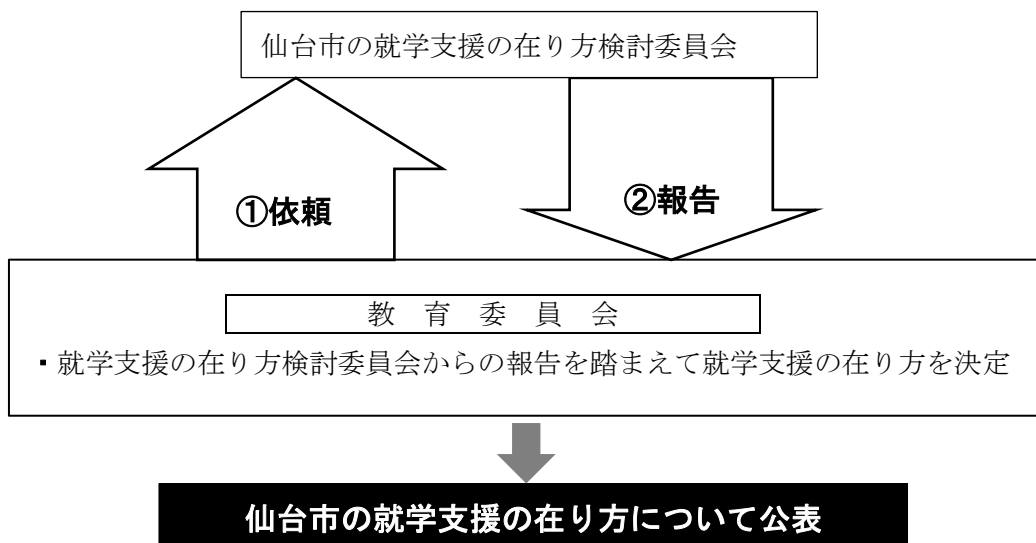 仙台市の就学支援の在り方検討委員会
①依頼
②報告
教 育 委 員 会
・就学支援の在り方検討委員会からの報告を踏まえて就学支援の在り方を決定
仙台市の就学支援の在り方について公表